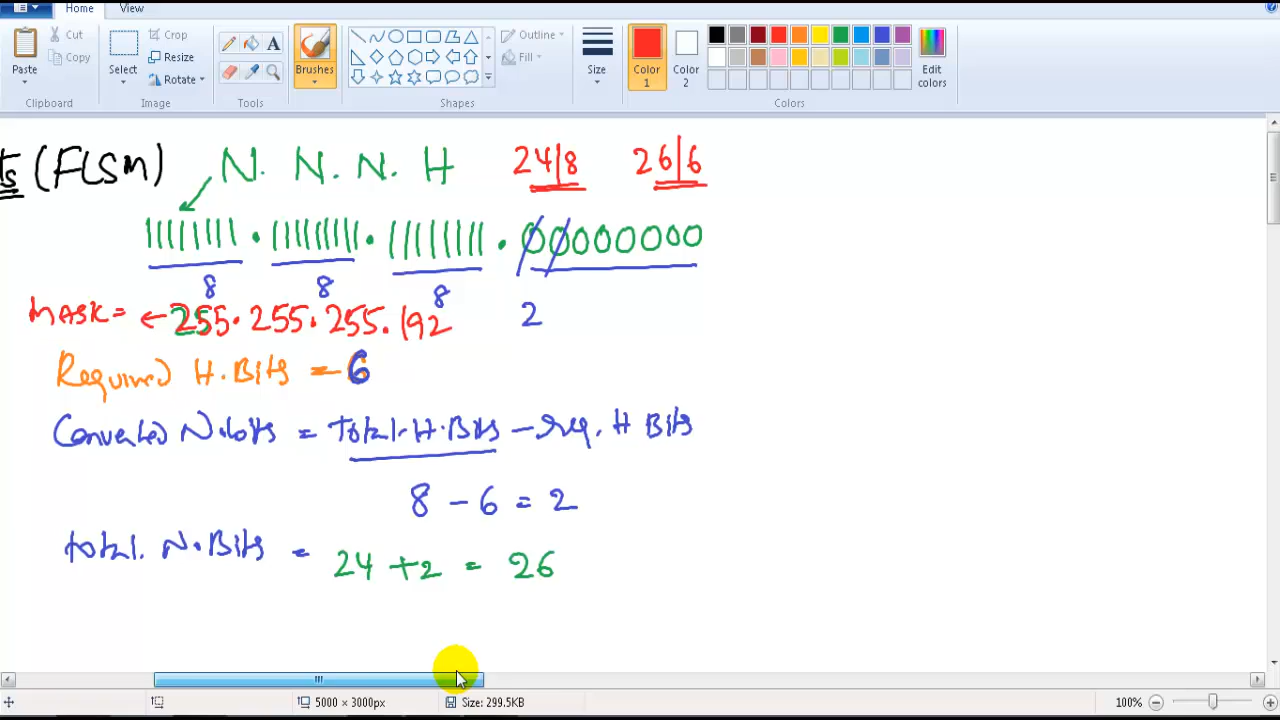 Home View
Cut
Copy
Paste
Clipboard
Crop
Resize
Rotate
Select
Image
A
Tools
Brushes
Outline
Fill
Shapes
Size
Color 1
Color 2
Edit colors
Colors
ts (FLSM) N. N. N. H 24|8 26|6
11111111 . 11111111 . 11111111 . 00000000
8 8 8 2
MASK = ← 255.255.255.192
Required H.Bits = 6
Converted N.bits = total.H.Bits - req. H Bits
8 - 6 = 2
total. N.Bits = 24 + 2 = 26
5000 × 3000px Size: 299.5KB 100%